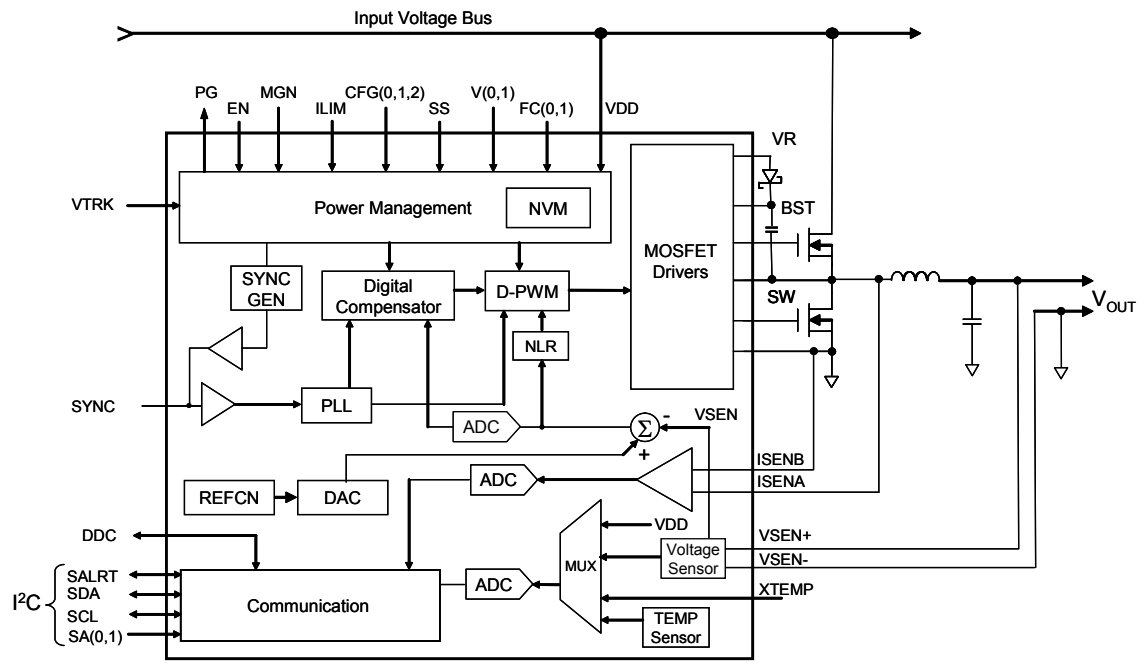 Input Voltage Bus
PG
EN
MGN
ILIM
CFG(0,1,2)
SS
V(0,1)
FC(0,1)
VDD
VR
VTRK
Power Management
NVM
BST
MOSFET
Drivers
SYNC
GEN
Digital
Compensator
D-PWM
SW
VOUT
NLR
SYNC
PLL
ADC
Σ
-
+
VSEN
ISENB
ISENA
REFCN
DAC
ADC
DDC
VDD
VSEN+
VSEN-
MUX
Voltage
Sensor
I²C
SALRT
SDA
SCL
SA(0,1)
Communication
ADC
XTEMP
TEMP
Sensor